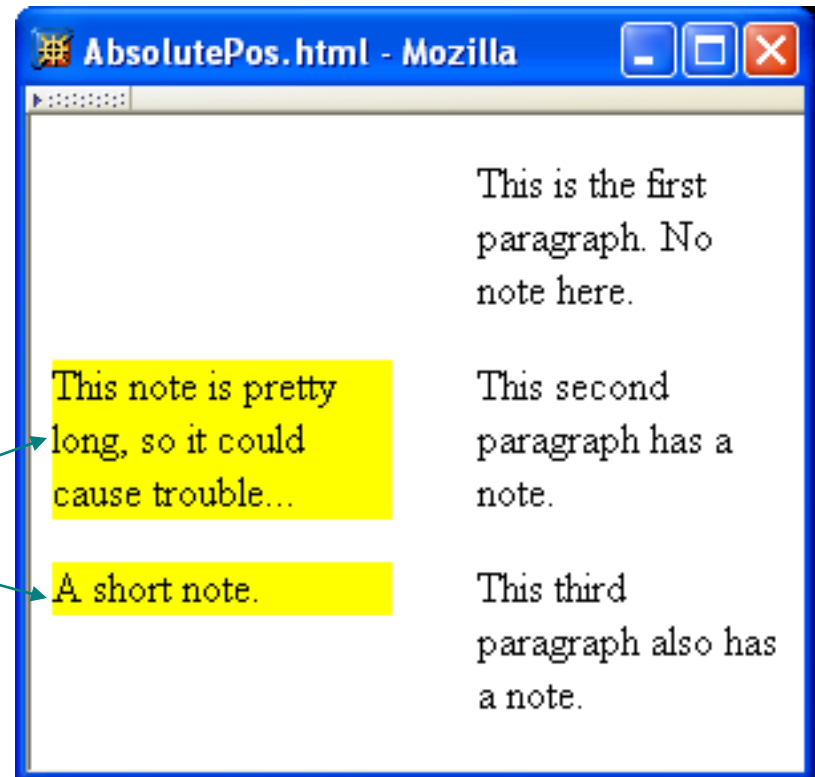 AbsolutePos.html - Mozilla
This is the first
paragraph. No
note here.
This note is pretty
long, so it could
cause trouble...
This second
paragraph has a
note.
A short note.
This third
paragraph also has
a note.